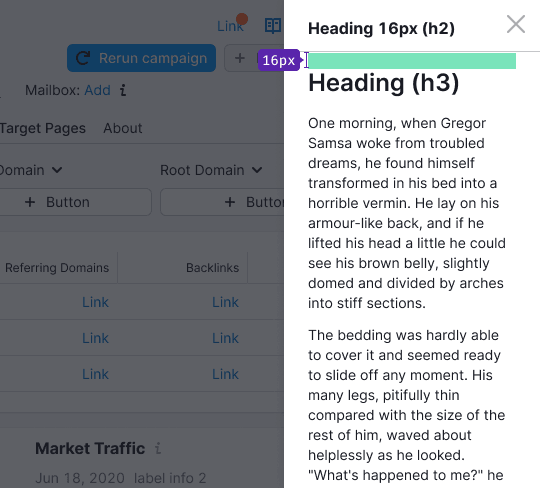 Link
Heading 16px (h2)
Rerun campaign
16px
Mailbox: Add
Heading (h3)
Target Pages About
Domain Root Domain
+ Button + Button
Referring Domains Backlinks
Link Link
Link Link
Link Link
Market Traffic
Jun 18, 2020 label info 2
One morning, when Gregor
Samsa woke from troubled
dreams, he found himself
transformed in his bed into a
horrible vermin. He lay on his
armour-like back, and if he
lifted his head a little he could
see his brown belly, slightly
domed and divided by arches
into stiff sections.
The bedding was hardly able
to cover it and seemed ready
to slide off any moment. His
many legs, pitifully thin
compared with the size of the
rest of him, waved about
helplessly as he looked.
"What's happened to me?" he